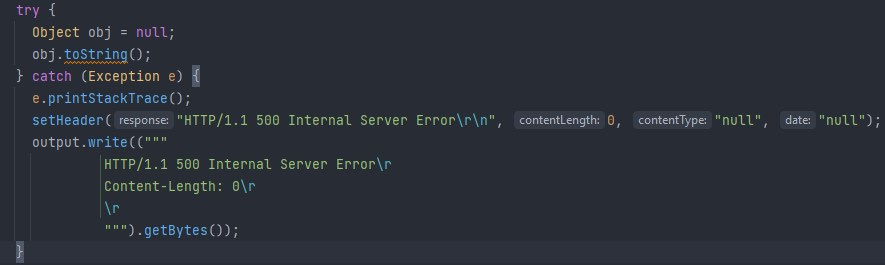 try {
Object obj = null;
obj.toString();
} catch (Exception e) {
e.printStackTrace();
setHeader( response: "HTTP/1.1 500 Internal Server Error\r\n", contentLength: 0, contentType: "null", date: "null");
output.write(("""
HTTP/1.1 500 Internal Server Error\r
Content-Length: 0\r
\r
""").getBytes());
}